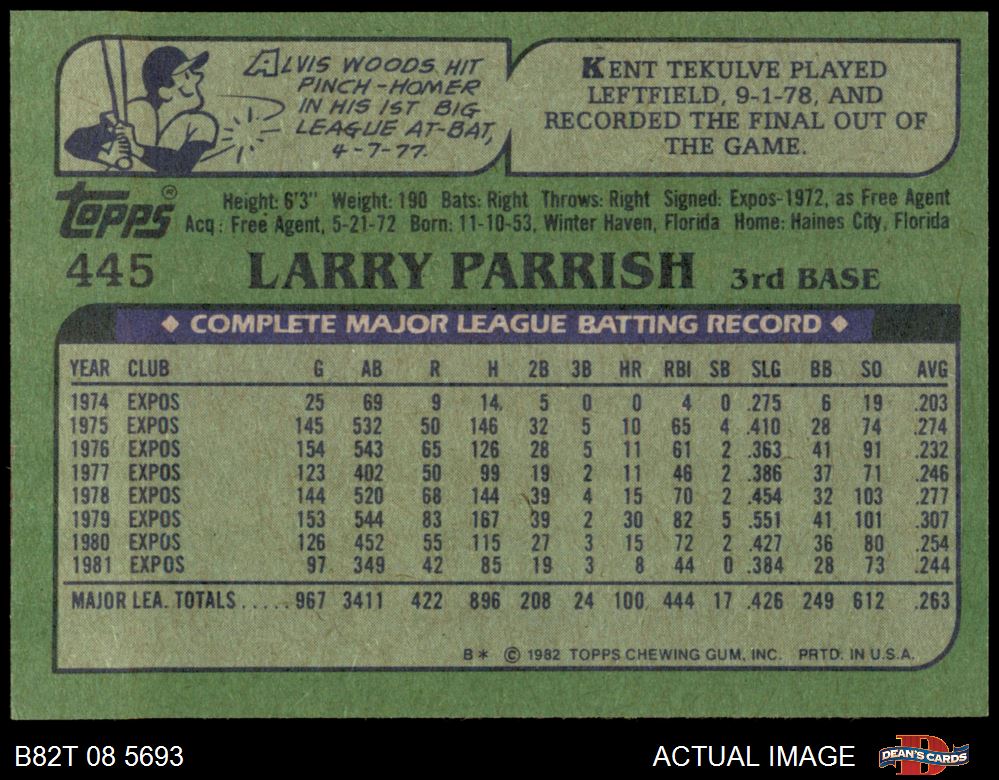 ALVIS WOODS HIT
PINCH-HOMER
IN HIS 1ST BIG
LEAGUE AT-BAT,
4-7-77.
KENT TEKULVE PLAYED
LEFTFIELD, 9-1-78, AND
RECORDED THE FINAL OUT OF
THE GAME.
Topps®
Height: 6'3" Weight: 190 Bats: Right Throws: Right Signed: Expos-1972, as Free Agent
Acq: Free Agent, 5-21-72 Born: 11-10-53, Winter Haven, Florida Home: Haines City, Florida
445 LARRY PARRISH 3rd BASE
◆ COMPLETE MAJOR LEAGUE BATTING RECORD ◆
YEAR CLUB G AB R H 2B 3B HR RBI SB SLG BB SO AVG
1974 EXPOS 25 69 9 14 5 0 0 4 0 .275 6 19 .203
1975 EXPOS 145 532 50 146 32 5 10 65 4 .410 28 74 .274
1976 EXPOS 154 543 65 126 28 5 11 61 2 .363 41 91 .232
1977 EXPOS 123 402 50 99 19 2 11 46 2 .386 37 71 .246
1978 EXPOS 144 520 68 144 39 4 15 70 2 .454 32 103 .277
1979 EXPOS 153 544 83 167 39 2 30 82 5 .551 41 101 .307
1980 EXPOS 126 452 55 115 27 3 15 72 2 .427 36 80 .254
1981 EXPOS 97 349 42 85 19 3 8 44 0 .384 28 73 .244
MAJOR LEA. TOTALS..... 967 3411 422 896 208 24 100 444 17 .426 249 612 .263
B* © 1982 TOPPS CHEWING GUM, INC. PRTD. IN U.S.A.
B82T 08 5693 ACTUAL IMAGE DEAN'S CARDS